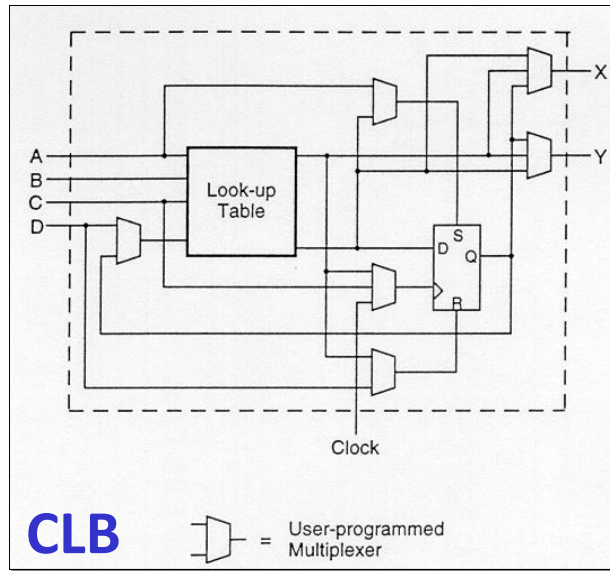 X
A
Y
B
Look-up
Table
C
D
S
D
Q
R
Clock
CLB
= User-programmed
Multiplexer